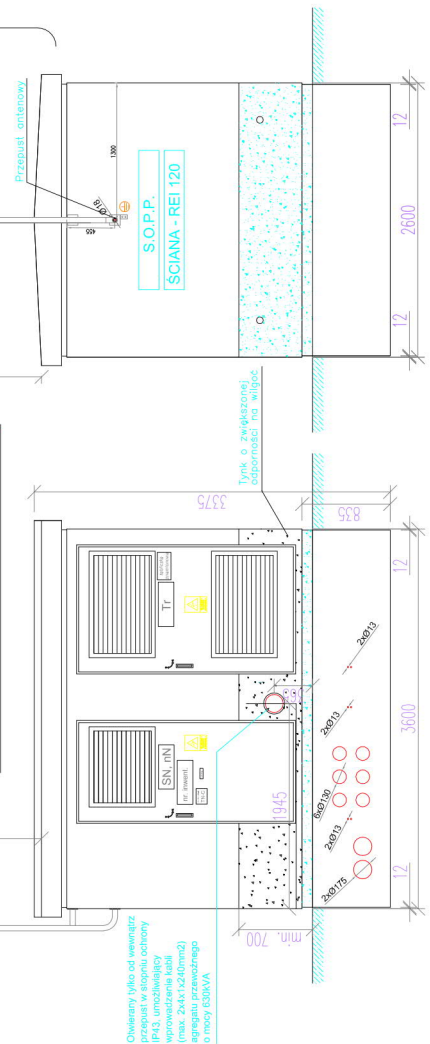 Przepust antenowy
Ø18
455
1300
S.O.P.P.
ŚCIANA - REI 120
12
2600
12
Tynk o zwiększonej
odporności na wilgoć
3375
835
Tr
SN, nN
nr. inwent.
1945
min. 700
2xØ13
2xØ13
6xØ130
2xØ13
2xØ175
12
3600
12
Otwierany tylko od wewnątrz
przepust w stopniu ochrony
IP43, umożliwiający
wprowadzenie kabli
(max. 2x4x1x240mm2)
agregatu przewoźnego
o mocy 630kVA